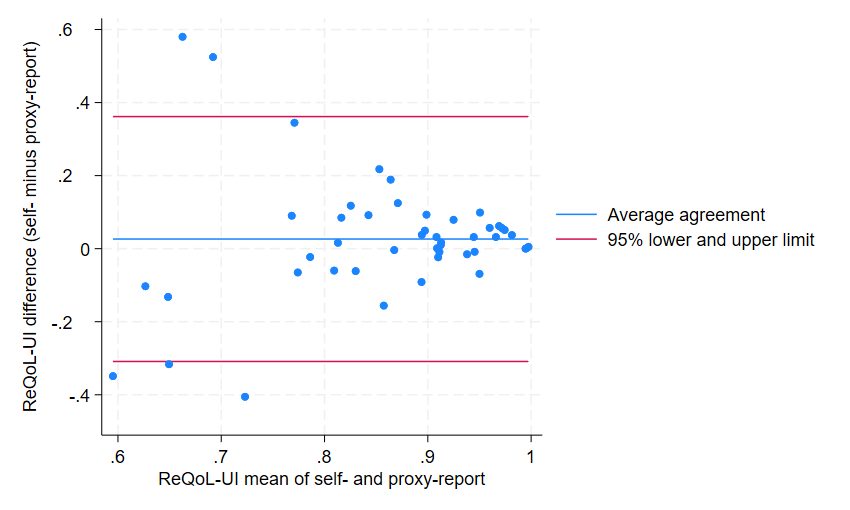 ReQoL-UI difference (self- minus proxy-report)
.6
.4
.2
0
-.2
-.4
.6 .7 .8 .9 1
ReQoL-UI mean of self- and proxy-report
Average agreement
95% lower and upper limit